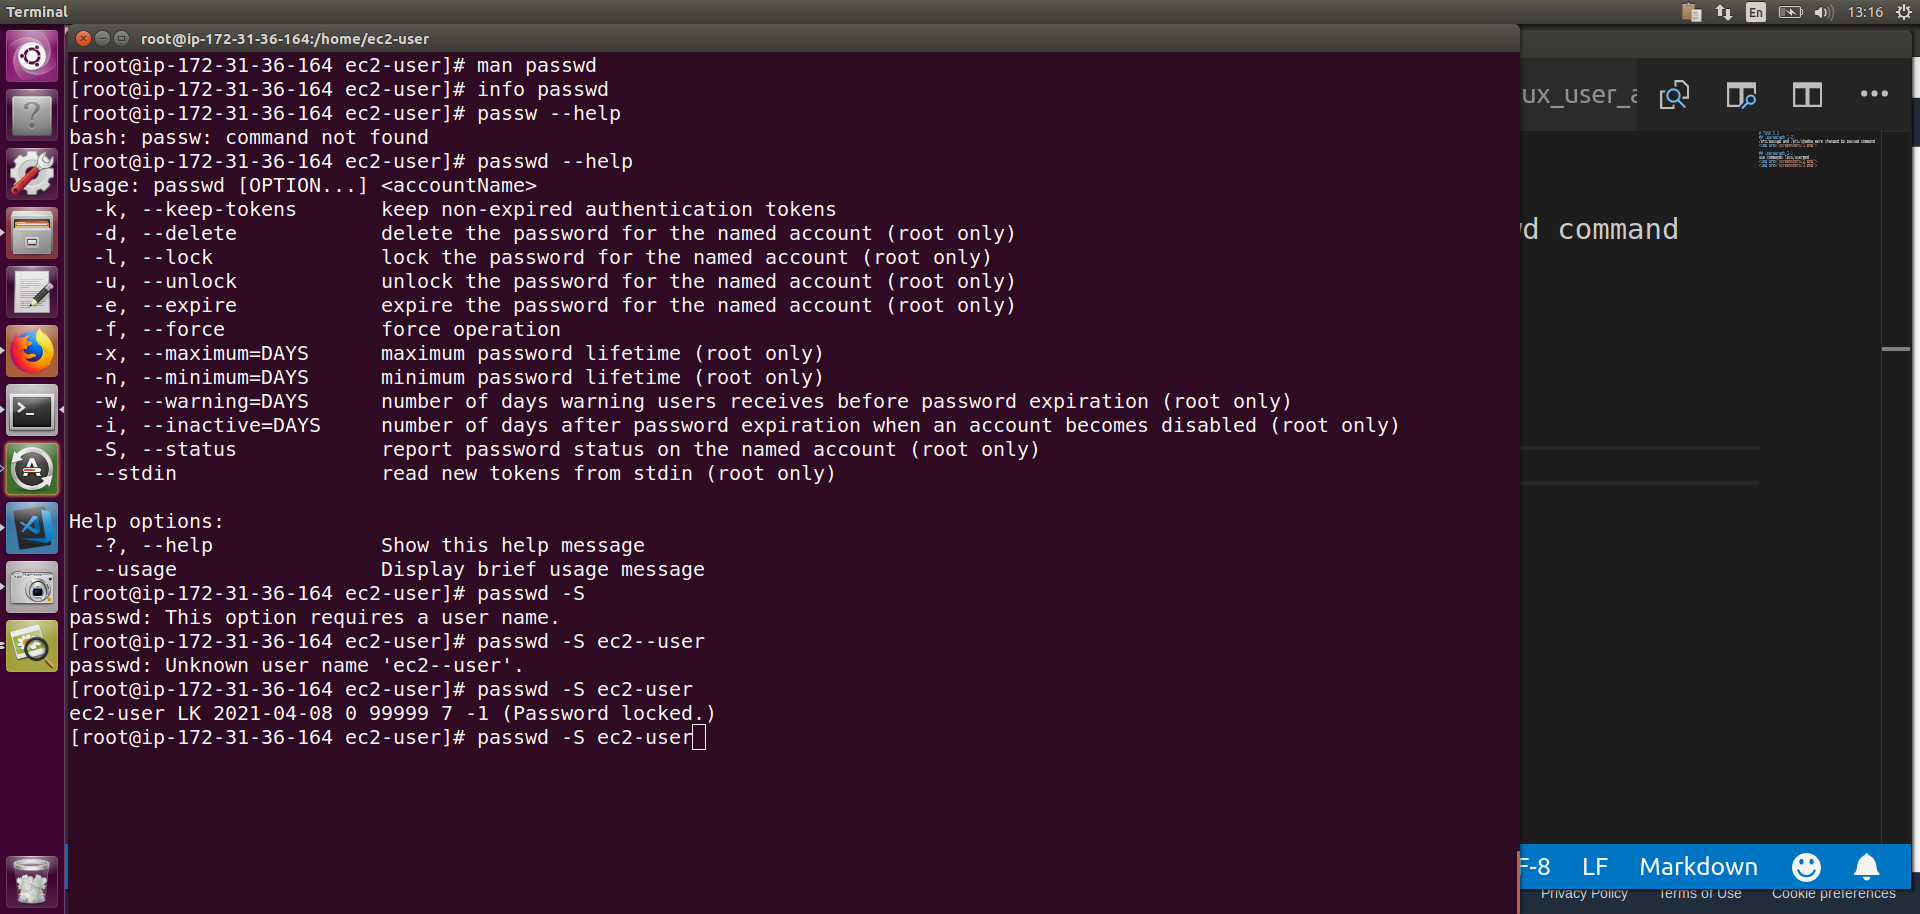 Terminal
En
13:16
root@ip-172-31-36-164:/home/ec2-user
[root@ip-172-31-36-164 ec2-user]# man passwd
[root@ip-172-31-36-164 ec2-user]# info passwd
[root@ip-172-31-36-164 ec2-user]# passw --help
bash: passw: command not found
[root@ip-172-31-36-164 ec2-user]# passwd --help
Usage: passwd [OPTION...] <accountName>
  -k, --keep-tokens       keep non-expired authentication tokens
  -d, --delete            delete the password for the named account (root only)
  -l, --lock              lock the password for the named account (root only)
  -u, --unlock            unlock the password for the named account (root only)
  -e, --expire            expire the password for the named account (root only)
  -f, --force             force operation
  -x, --maximum=DAYS      maximum password lifetime (root only)
  -n, --minimum=DAYS      minimum password lifetime (root only)
  -w, --warning=DAYS      number of days warning users receives before password expiration (root only)
  -i, --inactive=DAYS     number of days after password expiration when an account becomes disabled (root only)
  -S, --status            report password status on the named account (root only)
  --stdin                 read new tokens from stdin (root only)
Help options:
  -?, --help              Show this help message
  --usage                 Display brief usage message
[root@ip-172-31-36-164 ec2-user]# passwd -S
passwd: This option requires a user name.
[root@ip-172-31-36-164 ec2-user]# passwd -S ec2--user
passwd: Unknown user name 'ec2--user'.
[root@ip-172-31-36-164 ec2-user]# passwd -S ec2-user
ec2-user LK 2021-04-08 0 99999 7 -1 (Password locked.)
[root@ip-172-31-36-164 ec2-user]# passwd -S ec2-user
ux_user_a
d command
F-8 LF Markdown
Privacy Policy Terms of Use Cookie preferences